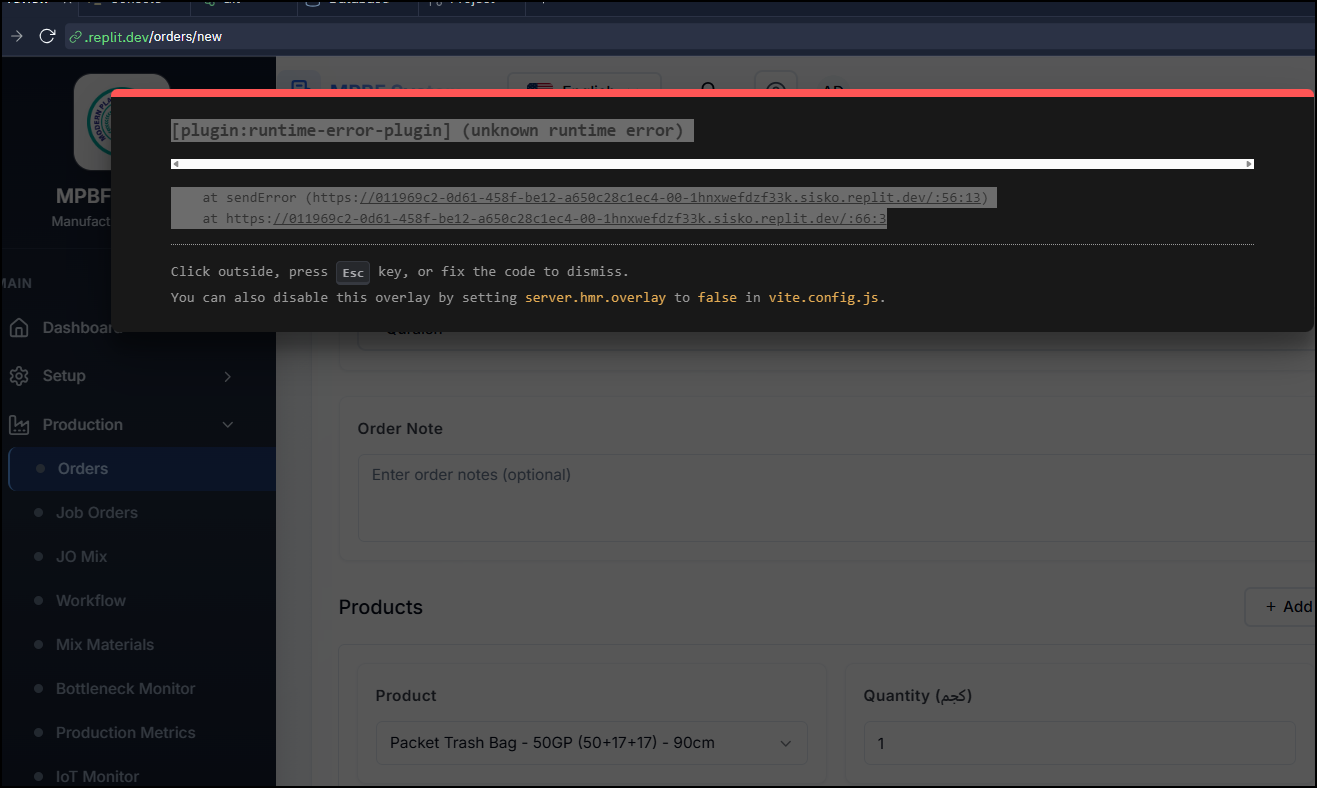 Console
Database
Project
.replit.dev/orders/new
MPBF
English
[plugin:runtime-error-plugin] (unknown runtime error)
at sendError (https://011969c2-0d61-458f-be12-a650c28c1ec4-00-1hnxwefdzf33k.sisko.replit.dev/:56:13)
at https://011969c2-0d61-458f-be12-a650c28c1ec4-00-1hnxwefdzf33k.sisko.replit.dev/:66:3
Click outside, press Esc key, or fix the code to dismiss.
You can also disable this overlay by setting server.hmr.overlay to false in vite.config.js.
MPBF
Manufact
MAIN
Dashboard
Setup
Production
Orders
Job Orders
JO Mix
Workflow
Mix Materials
Bottleneck Monitor
Production Metrics
IoT Monitor
Order Note
Enter order notes (optional)
Products
+ Add
Product
Quantity (كجم)
Packet Trash Bag - 50GP (50+17+17) - 90cm
1